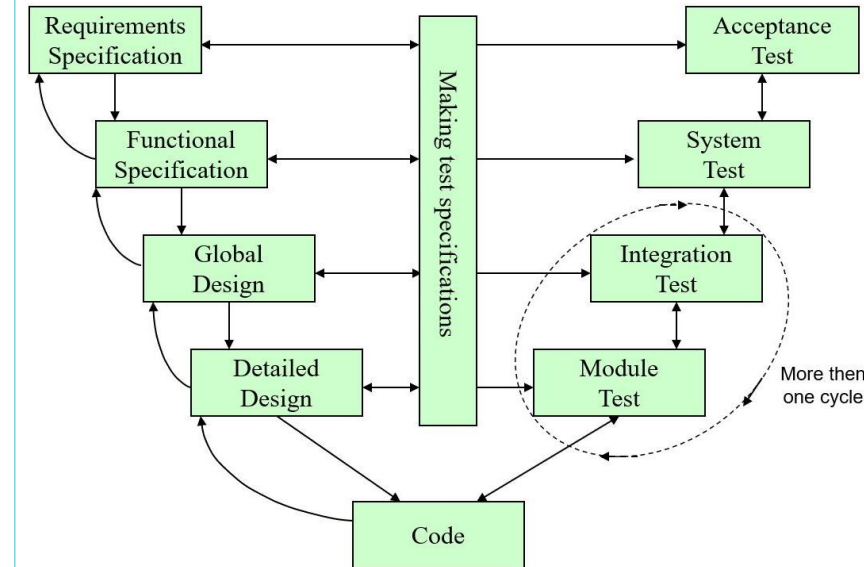 Requirements
Specification
Acceptance
Test
Making test specifications
Functional
Specification
System
Test
Global
Design
Integration
Test
Detailed
Design
Module
Test
More then
one cycle
Code